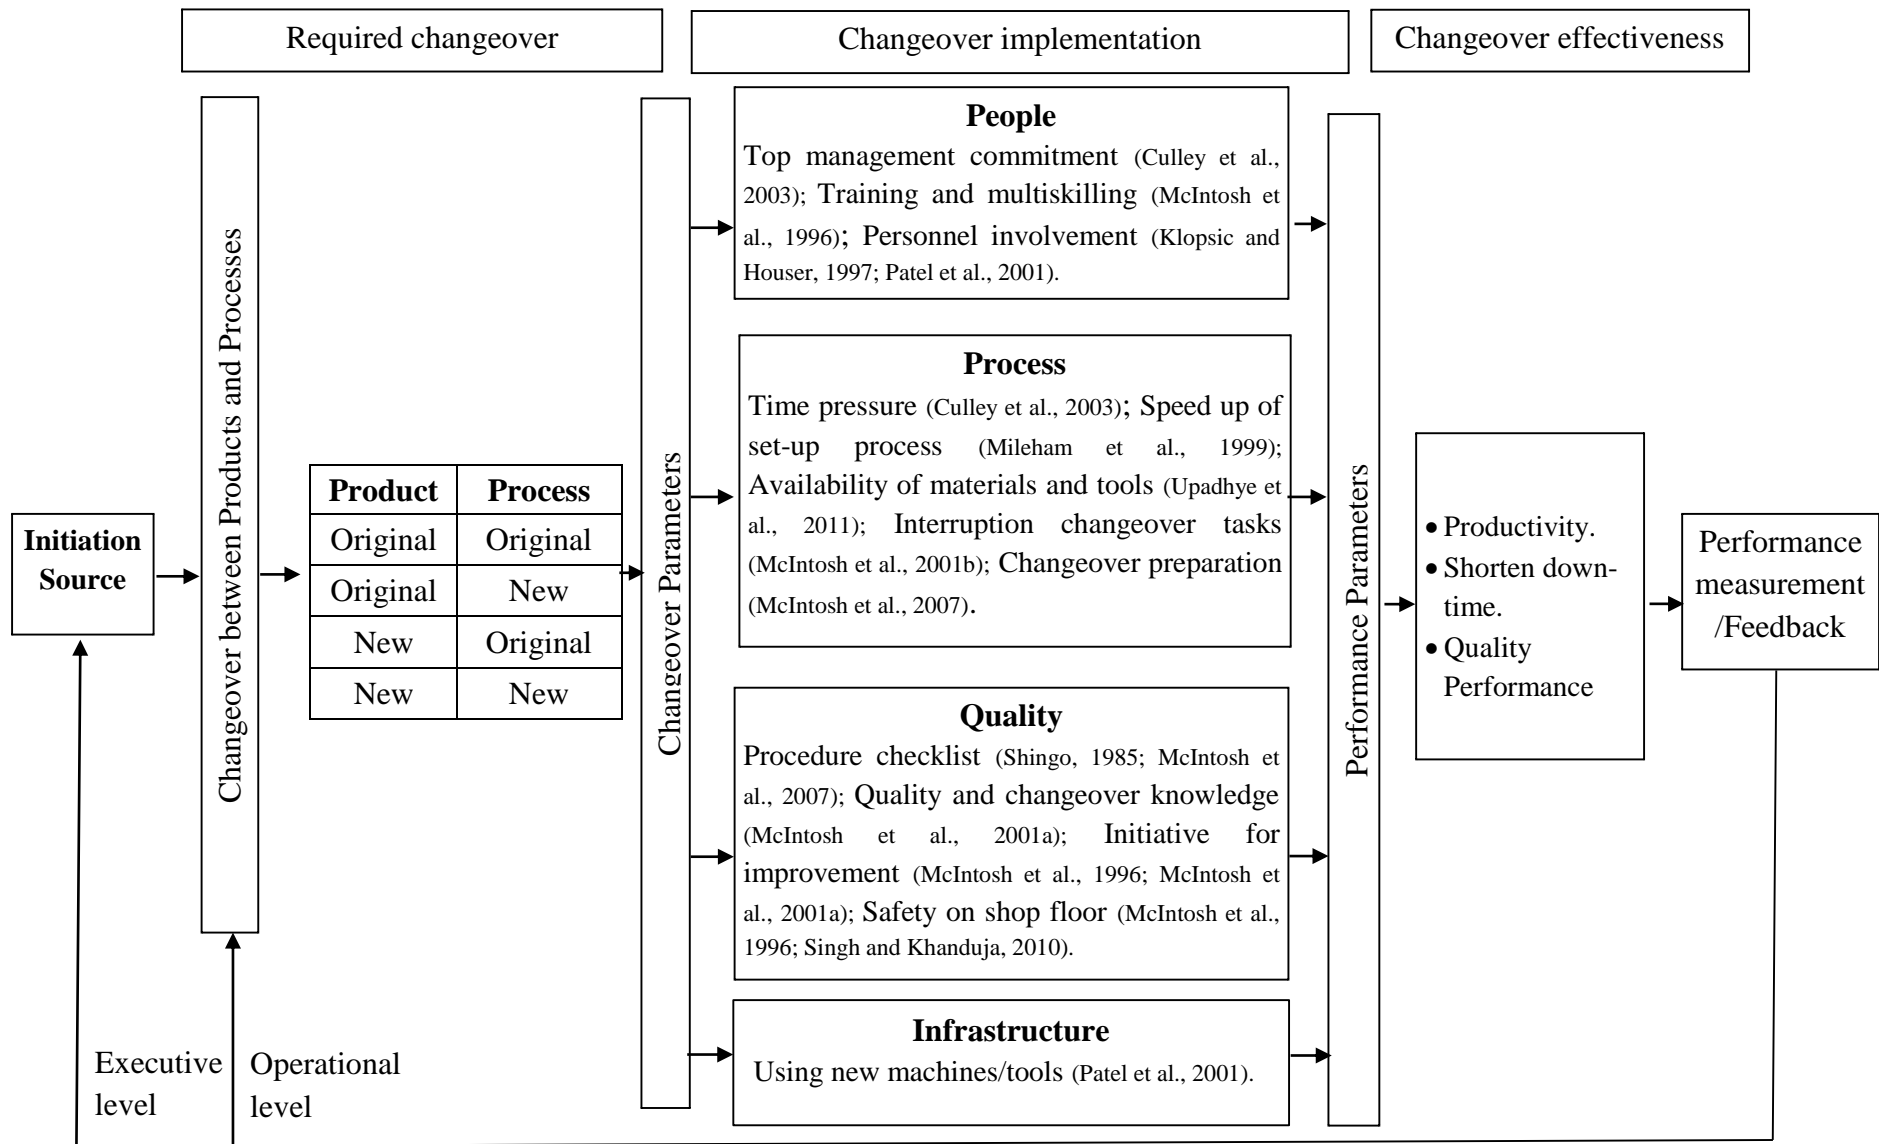 Required changeover
Changeover implementation
Changeover effectiveness
Initiation
Source
Changeover between Products and Processes
Product Process
Original Original
Original New
New Original
New New
Changeover Parameters
People
Top management commitment (Culley et al.,
2003); Training and multiskilling (McIntosh et
al., 1996); Personnel involvement (Klopsic and
Houser, 1997; Patel et al., 2001).
Process
Time pressure (Culley et al., 2003); Speed up of
set-up process (Mileham et al., 1999);
Availability of materials and tools (Upadhye et
al., 2011); Interruption changeover tasks
(McIntosh et al., 2001b); Changeover preparation
(McIntosh et al., 2007).
Quality
Procedure checklist (Shingo, 1985; McIntosh et
al., 2007); Quality and changeover knowledge
(McIntosh et al., 2001a); Initiative for
improvement (McIntosh et al., 1996; McIntosh et
al., 2001a); Safety on shop floor (McIntosh et al.,
1996; Singh and Khanduja, 2010).
Infrastructure
Using new machines/tools (Patel et al., 2001).
Performance Parameters
• Productivity.
• Shorten down-
time.
• Quality
Performance
Performance
measurement
/Feedback
Executive
level
Operational
level